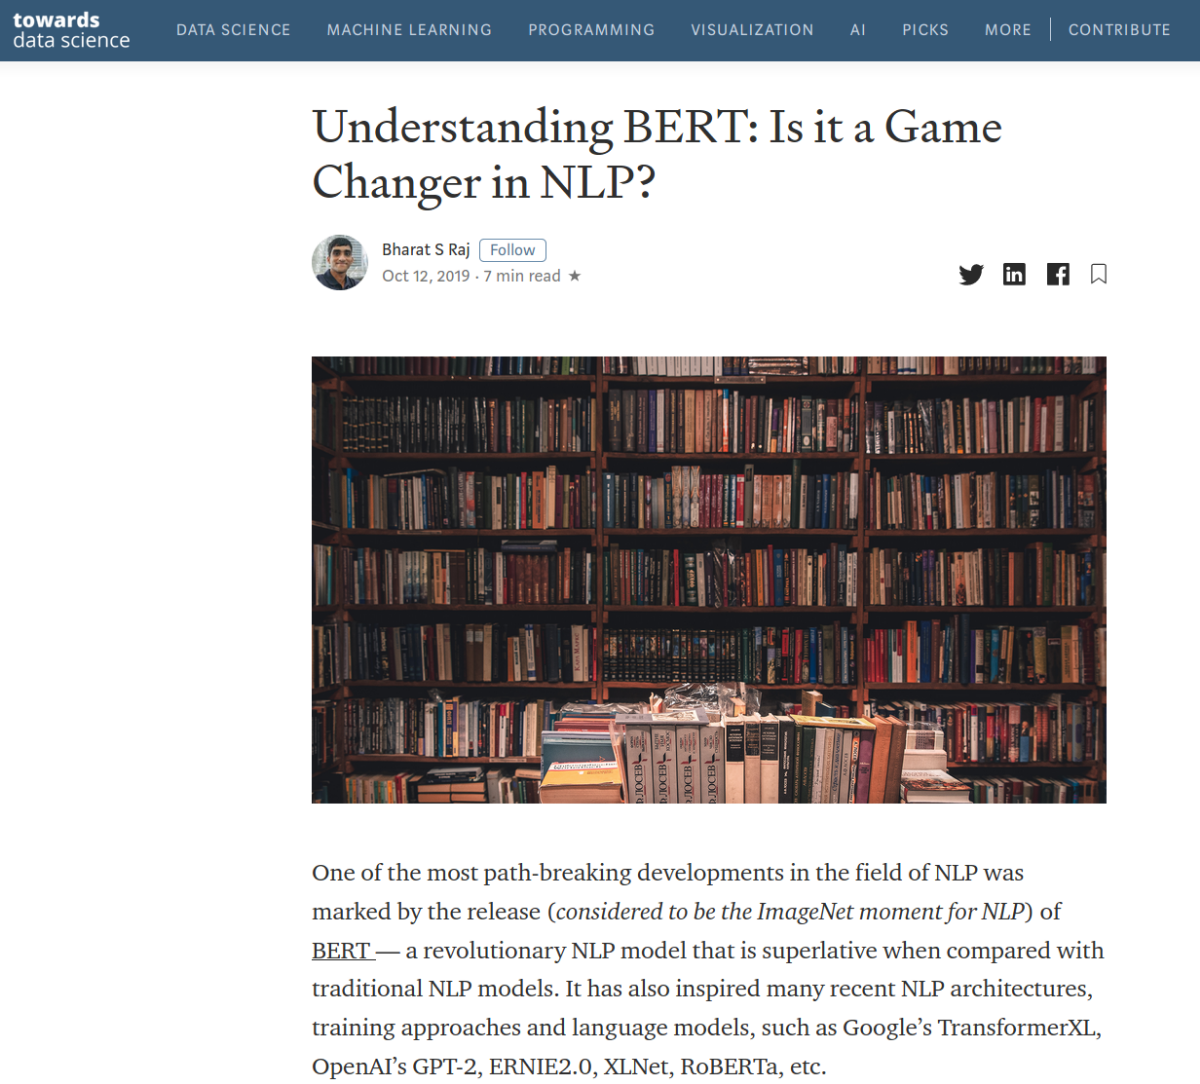 towards
data science
DATA SCIENCE
MACHINE LEARNING
PROGRAMMING
VISUALIZATION
AI
PICKS
MORE
CONTRIBUTE
Understanding BERT: Is it a Game
Changer in NLP?
Bharat S Raj
Follow
Oct 12, 2019 · 7 min read ★
One of the most path-breaking developments in the field of NLP was
marked by the release (considered to be the ImageNet moment for NLP) of
BERT — a revolutionary NLP model that is superlative when compared with
traditional NLP models. It has also inspired many recent NLP architectures,
training approaches and language models, such as Google’s TransformerXL,
OpenAI’s GPT-2, ERNIE2.0, XLNet, RoBERTa, etc.